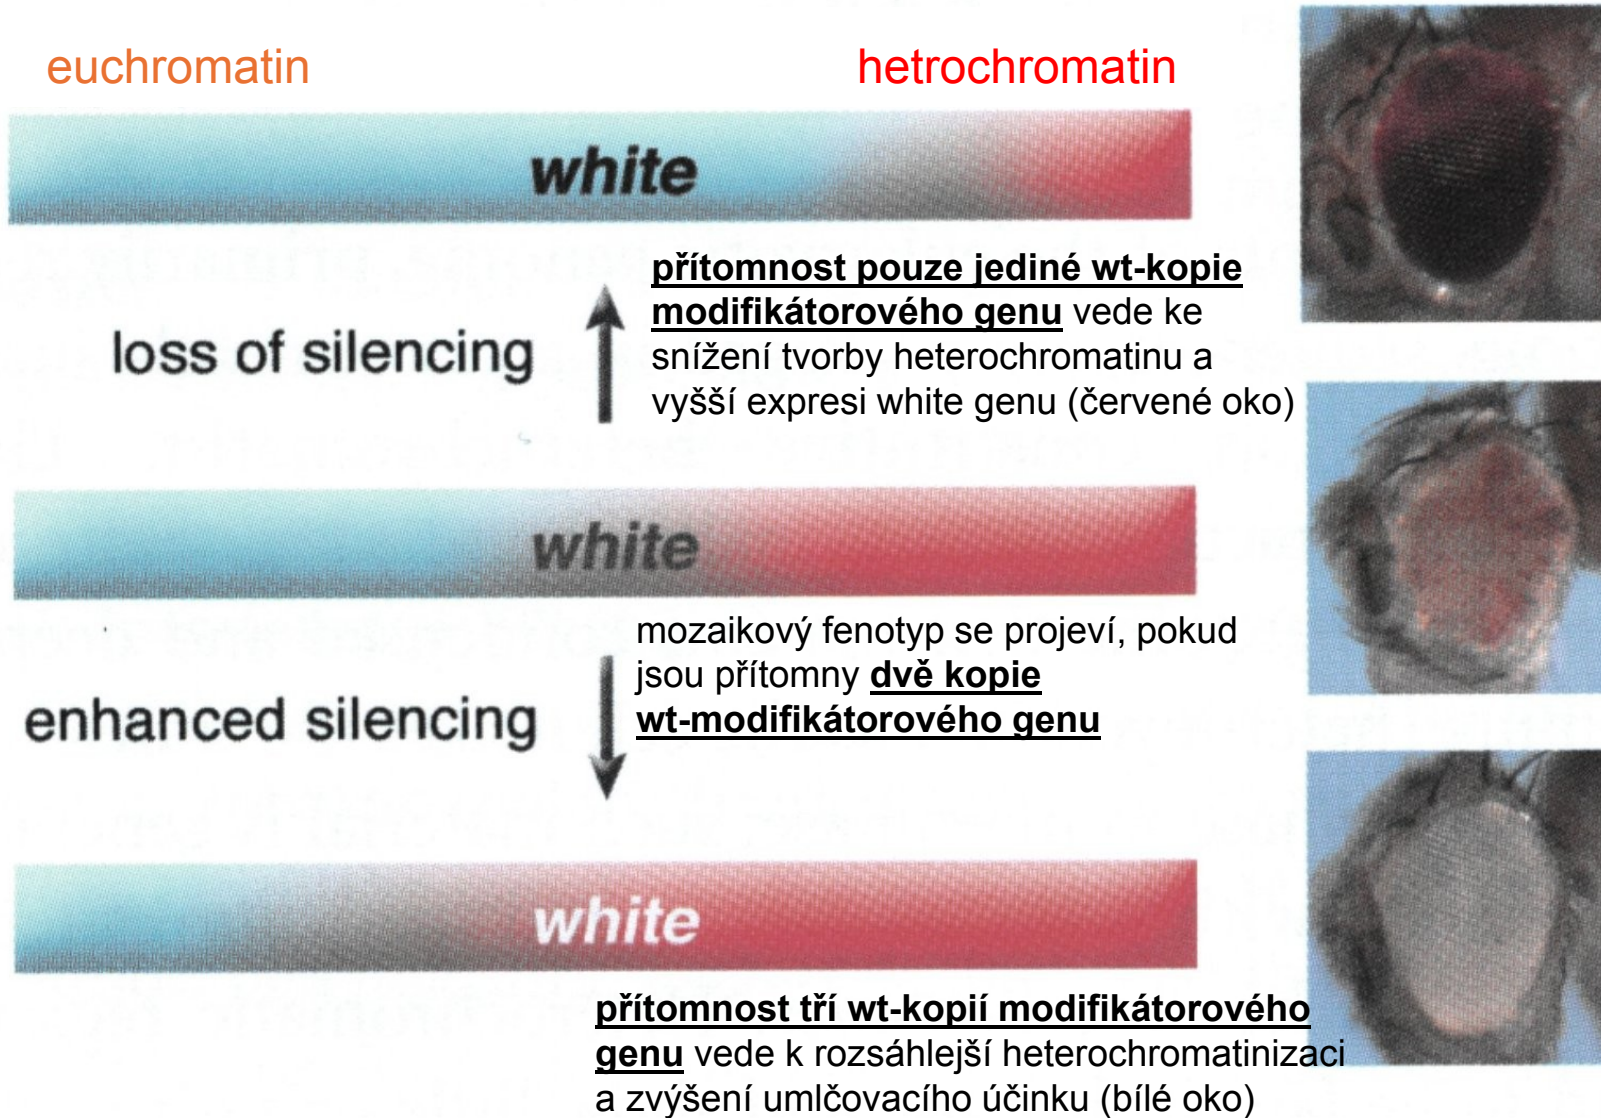 euchromatin
hetrochromatin
white
přítomnost pouze jediné wt-kopie
modifikátorového genu vede ke
snížení tvorby heterochromatinu a
vyšší expresi white genu (červené oko)
loss of silencing
white
mozaikový fenotyp se projeví, pokud
jsou přítomny dvě kopie
wt-modifikátorového genu
enhanced silencing
white
přítomnost tří wt-kopií modifikátorového
genu vede k rozsáhlejší heterochromatinizaci
a zvýšení umlčovacího účinku (bílé oko)